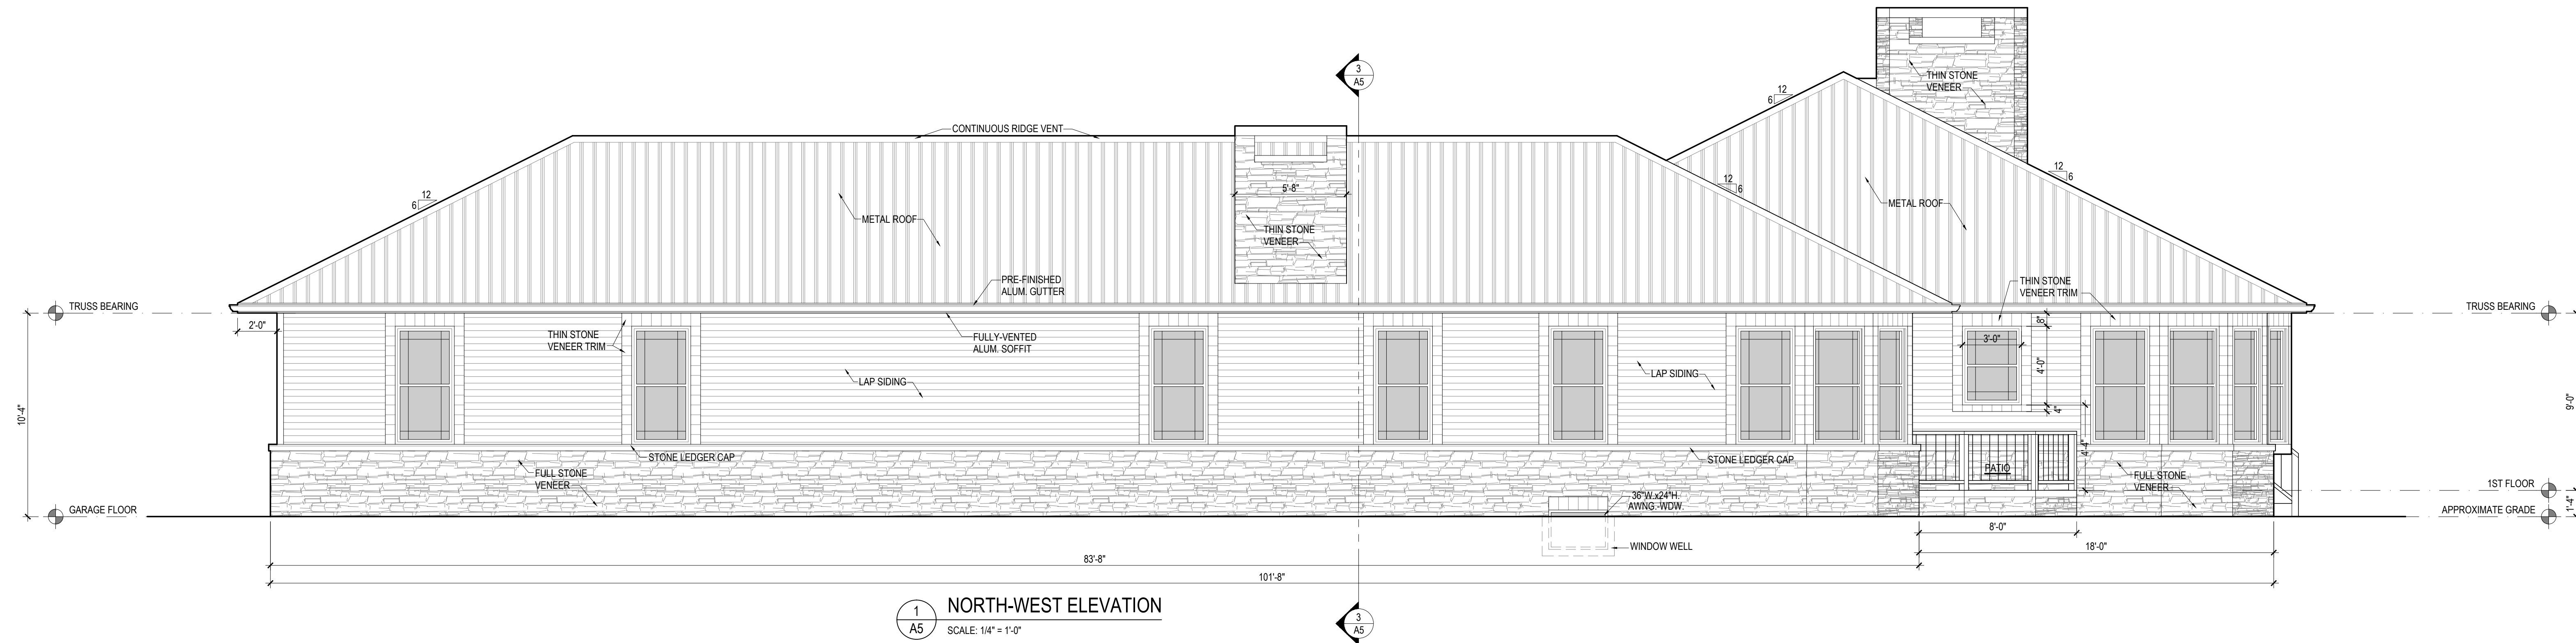 3
A5
THIN STONE
VENEER
12
6
CONTINUOUS RIDGE VENT
12
6
12
6
12
6
5'-8"
METAL ROOF
METAL ROOF
THIN STONE
VENEER
PRE-FINISHED
ALUM. GUTTER
THIN STONE
VENEER TRIM
TRUSS BEARING
TRUSS BEARING
2'-0"
THIN STONE
VENEER TRIM
FULLY-VENTED
ALUM. SOFFIT
8"
3'-0"
4'-0"
LAP SIDING
LAP SIDING
10'-4"
9'-0"
4"
4'-4"
STONE LEDGER CAP
STONE LEDGER CAP
FULL STONE
VENEER
PATIO
FULL STONE
VENEER
1ST FLOOR
36"W.x24"H.
AWNG.-WDW.
GARAGE FLOOR
APPROXIMATE GRADE
1'-4"
8'-0"
WINDOW WELL
18'-0"
83'-8"
101'-8"
1
A5
NORTH-WEST ELEVATION
SCALE: 1/4" = 1'-0"
3
A5